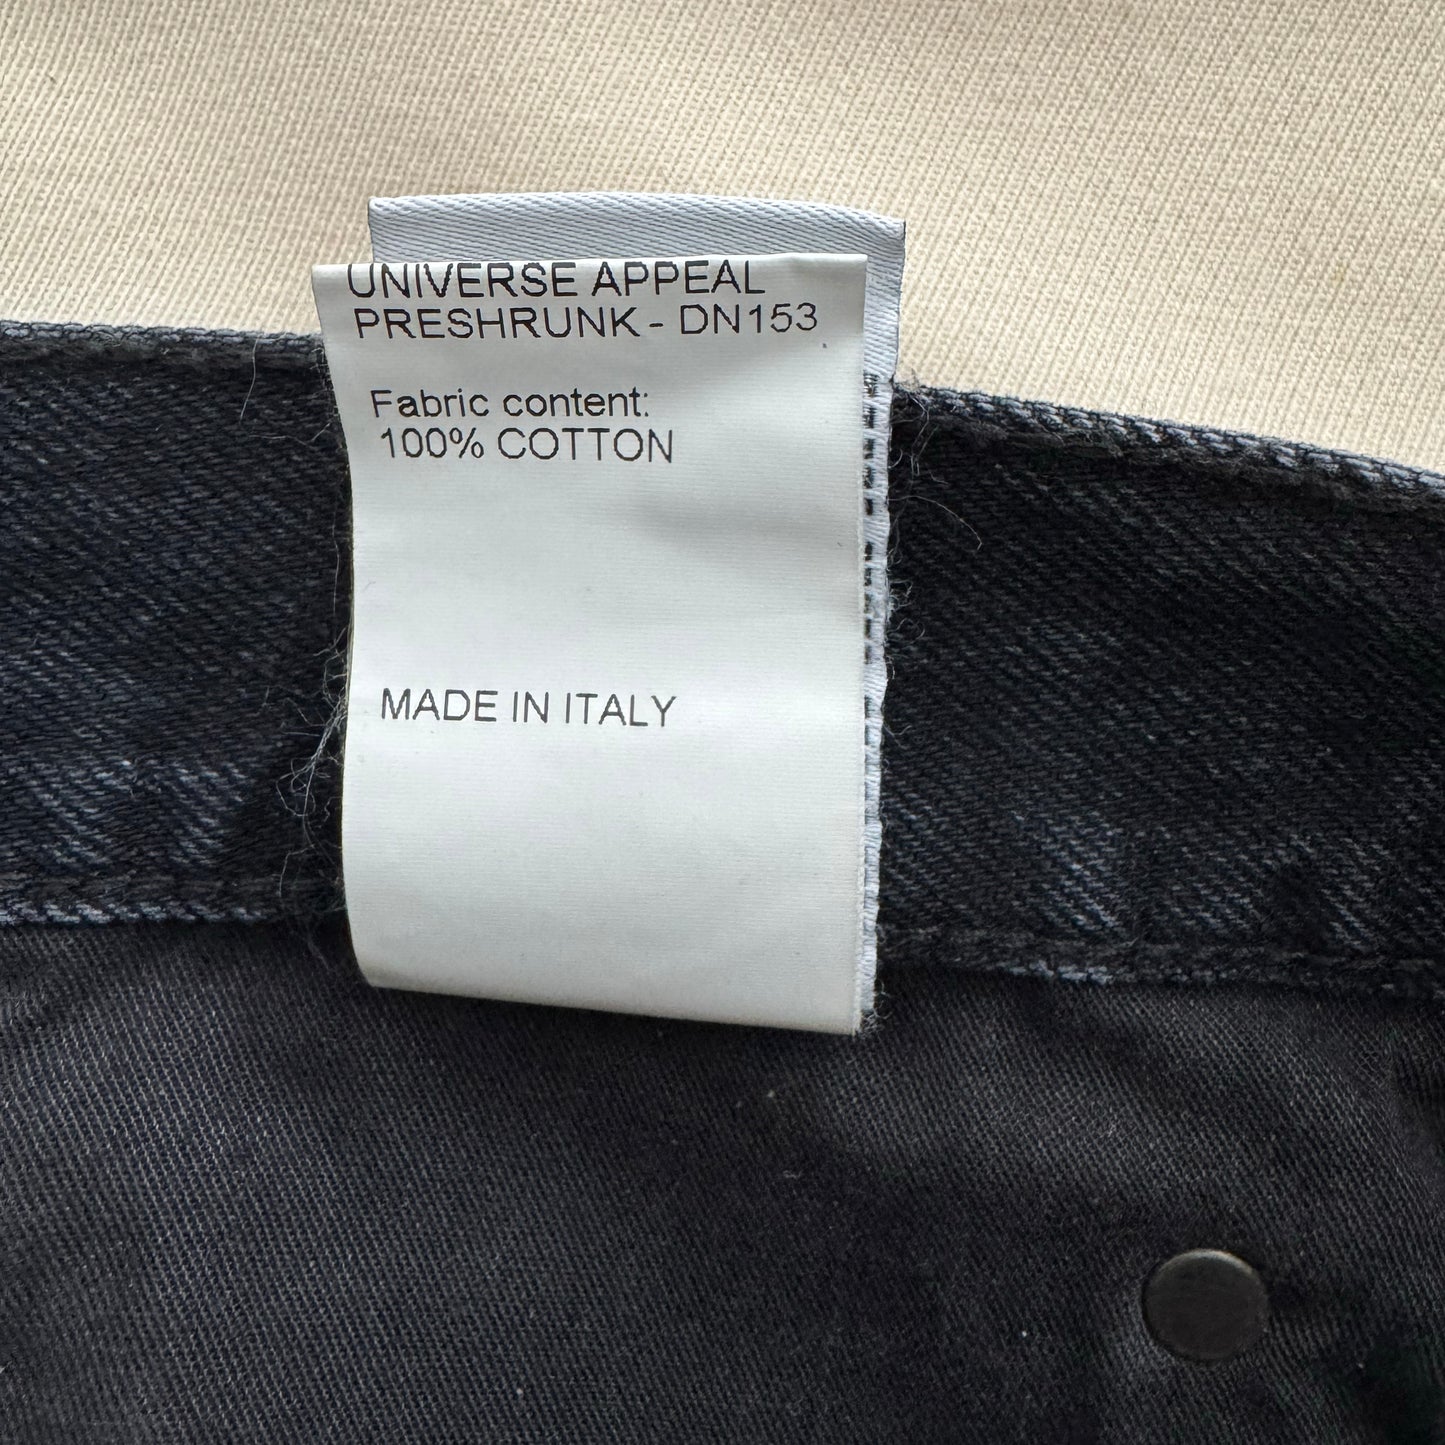 UNIVERSE APPEAL
PRESHRUNK - DN153
Fabric content:
100% COTTON
MADE IN ITALY